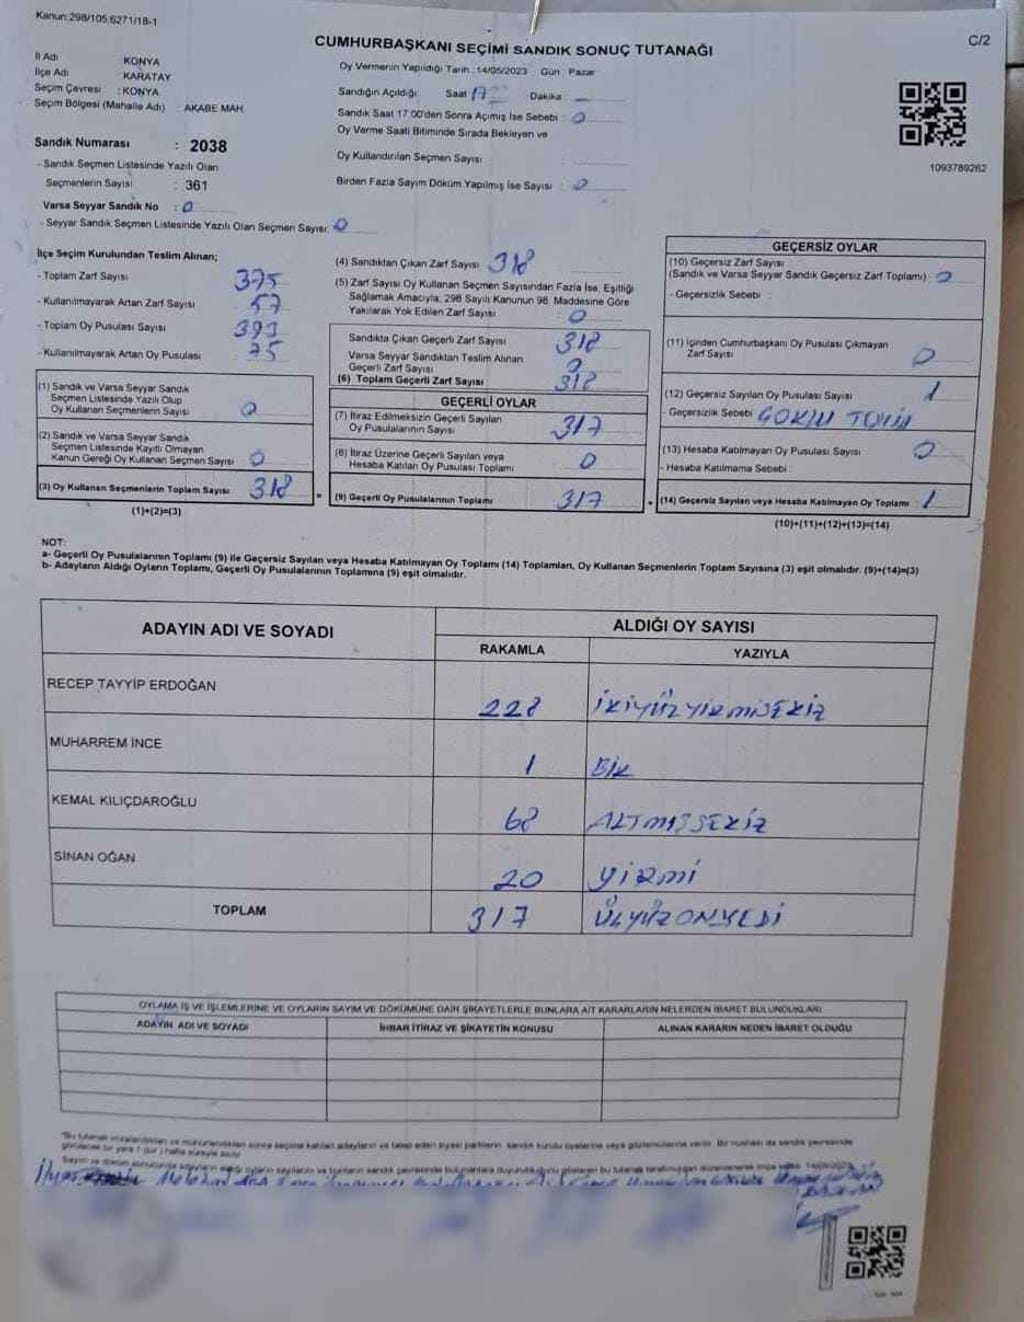 Kanun:298/105,6271/18-1
C/2
CUMHURBAŞKANI SEÇİMİ SANDIK SONUÇ TUTANAĞI
İl Adı : KONYA
İlçe Adı : KARATAY
Seçim Çevresi : KONYA
Seçim Bölgesi (Mahalle Adı) : AKABE MAH.
Oy Vermenin Yapıldığı Tarih : 14/05/2023 Gün : Pazar
Sandığın Açıldığı Saat 17 Dakika
Sandık Saat 17:00'den Sonra Açımış İse Sebebi : 0
Oy Verme Saati Bitiminde Sırada Bekleyen ve
Oy Kullandırılan Seçmen Sayısı :
Birden Fazla Sayım Döküm Yapılmış İse Sayısı : 0
1093789262
Sandık Numarası : 2038
- Sandık Seçmen Listesinde Yazılı Olan
Seçmenlerin Sayısı : 361
Varsa Seyyar Sandık No : 0
- Seyyar Sandık Seçmen Listesinde Yazılı Olan Seçmen Sayısı: 0
İlçe Seçim Kurulundan Teslim Alınan;
- Toplam Zarf Sayısı 375
- Kullanılmayarak Artan Zarf Sayısı 57
- Toplam Oy Pusulası Sayısı 393
- Kullanılmayarak Artan Oy Pusulası 75
(1) Sandık ve Varsa Seyyar Sandık
Seçmen Listesinde Yazılı Olup
Oy Kullanan Seçmenlerin Sayısı 0
(2) Sandık ve Varsa Seyyar Sandık
Seçmen Listesinde Kayıtlı Olmayan
Kanun Gereği Oy Kullanan Seçmen Sayısı 0
(3) Oy Kullanan Seçmenlerin Toplam Sayısı 318
(1)+(2)=(3)
(4) Sandıktan Çıkan Zarf Sayısı 318
(5) Zarf Sayısı Oy Kullanan Seçmen Sayısından Fazla İse, Eşitliği
Sağlamak Amacıyla, 298 Sayılı Kanunun 98. Maddesine Göre
Yakılarak Yok Edilen Zarf Sayısı : 0
Sandıkta Çıkan Geçerli Zarf Sayısı 318
Varsa Seyyar Sandıktan Teslim Alınan
Geçerli Zarf Sayısı 0
(6) Toplam Geçerli Zarf Sayısı 318
GEÇERLİ OYLAR
(7) İtiraz Edilmeksizin Geçerli Sayılan
Oy Pusulalarının Sayısı 317
(8) İtiraz Üzerine Geçerli Sayılan veya
Hesaba Katılan Oy Pusulası Toplamı 0
= (9) Geçerli Oy Pusulalarının Toplamı 317
GEÇERSİZ OYLAR
(10) Geçersiz Zarf Sayısı
(Sandık ve Varsa Seyyar Sandık Geçersiz Zarf Toplamı) : 0
- Geçersizlik Sebebi :
(11) İçinden Cumhurbaşkanı Oy Pusulası Çıkmayan
Zarf Sayısı 0
(12) Geçersiz Sayılan Oy Pusulası Sayısı 1
- Geçersizlik Sebebi
(13) Hesaba Katılmayan Oy Pusulası Sayısı 0
- Hesaba Katılmama Sebebi :
(14) Geçersiz Sayılan veya Hesaba Katılmayan Oy Toplamı : 1
(10)+(11)+(12)+(13)=(14)
NOT:
a- Geçerli Oy Pusulalarının Toplamı (9) ile Geçersiz Sayılan veya Hesaba Katılmayan Oy Toplamı (14) Toplamları, Oy Kullanan Seçmenlerin Toplam Sayısına (3) eşit olmalıdır. (9)+(14)=(3)
b- Adayların Aldığı Oyların Toplamı, Geçerli Oy Pusulalarının Toplamına (9) eşit olmalıdır.
ADAYIN ADI VE SOYADI ALDIĞI OY SAYISI
RAKAMLA YAZIYLA
RECEP TAYYİP ERDOĞAN 228 İKİYÜZYİRMİSEKİZ
MUHARREM İNCE 1 BİR
KEMAL KILIÇDAROĞLU 68 ALTMIŞSEKİZ
SİNAN OĞAN 20 YİRMİ
TOPLAM 317 ÜÇYÜZONYEDİ
OYLAMA İŞ VE İŞLEMLERİNE VE OYLARIN SAYIM VE DÖKÜMÜNE DAİR ŞİKAYETLERLE BUNLARA AİT KARARLARIN NELERDEN İBARET BULUNDUKLARI
ADAYIN ADI VE SOYADI İHBAR İTİRAZ VE ŞİKAYETİN KONUSU ALINAN KARARIN NEDEN İBARET OLDUĞU